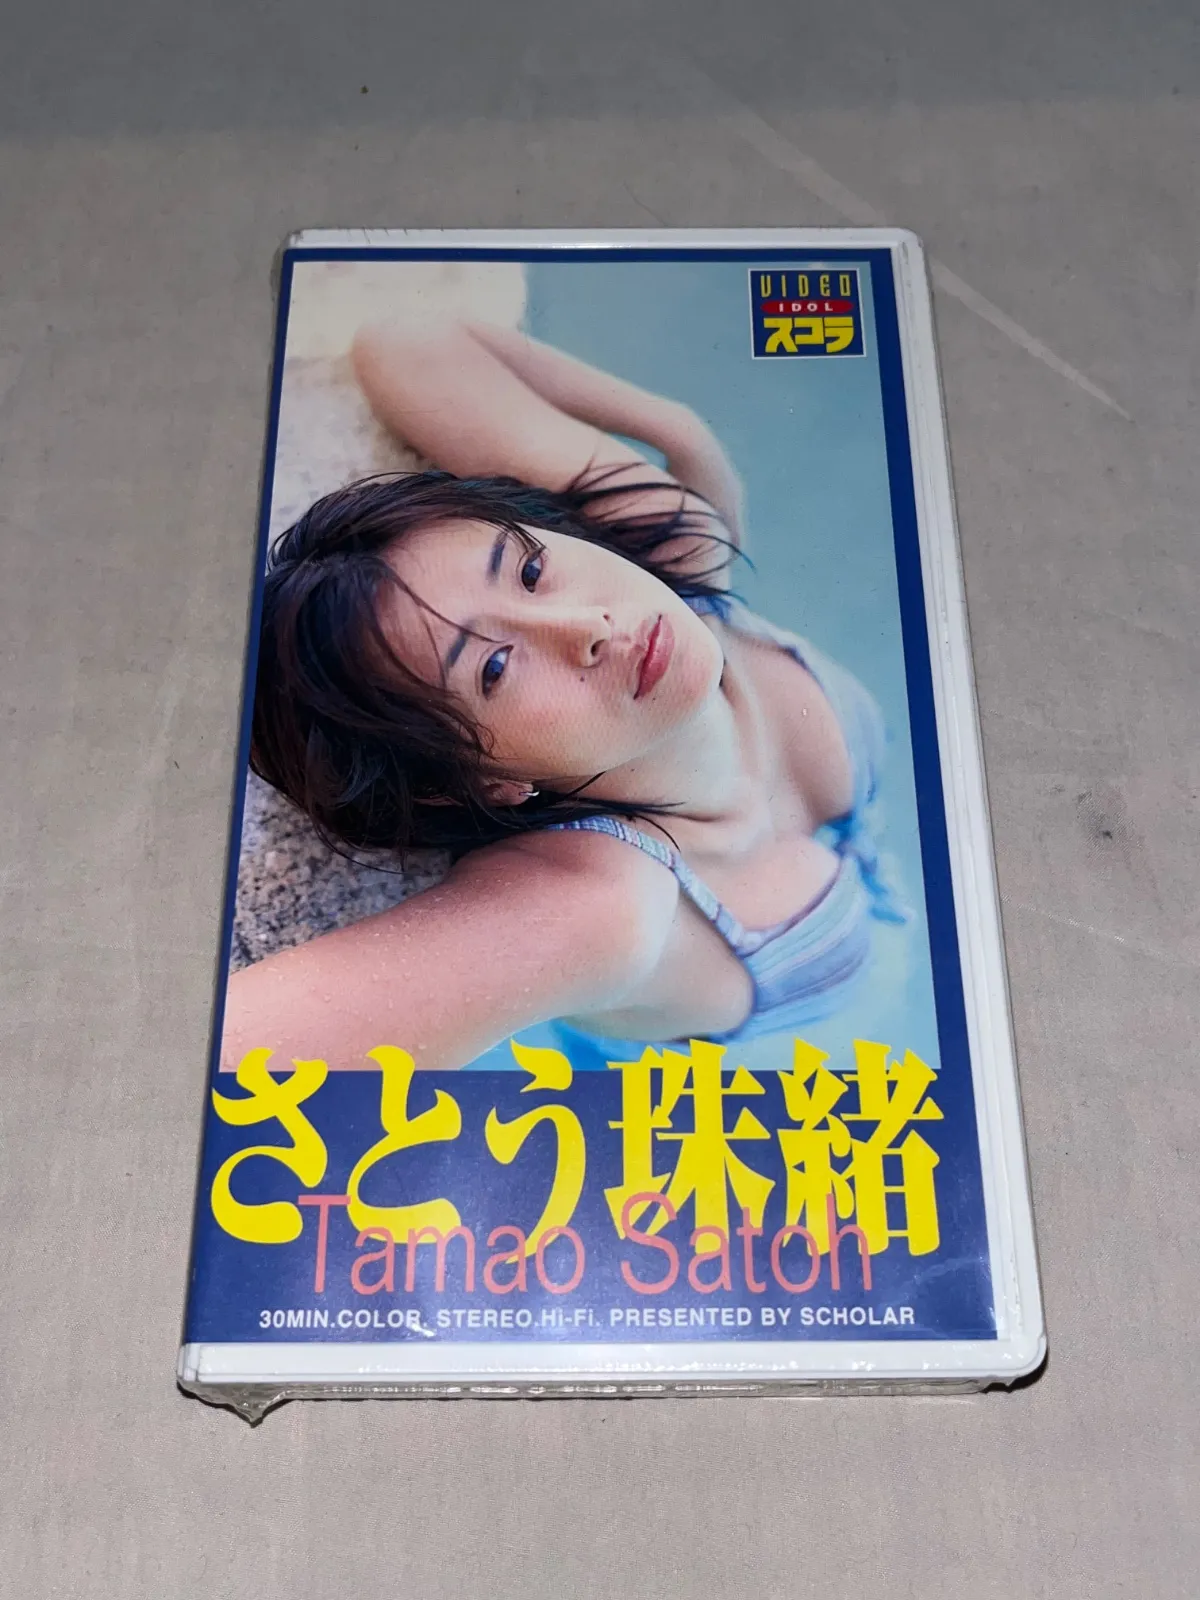 VIDEO
IDOL
スコラ
さとう珠緒
Tamao Satoh
30MIN.COLOR. STEREO.Hi-Fi. PRESENTED BY SCHOLAR